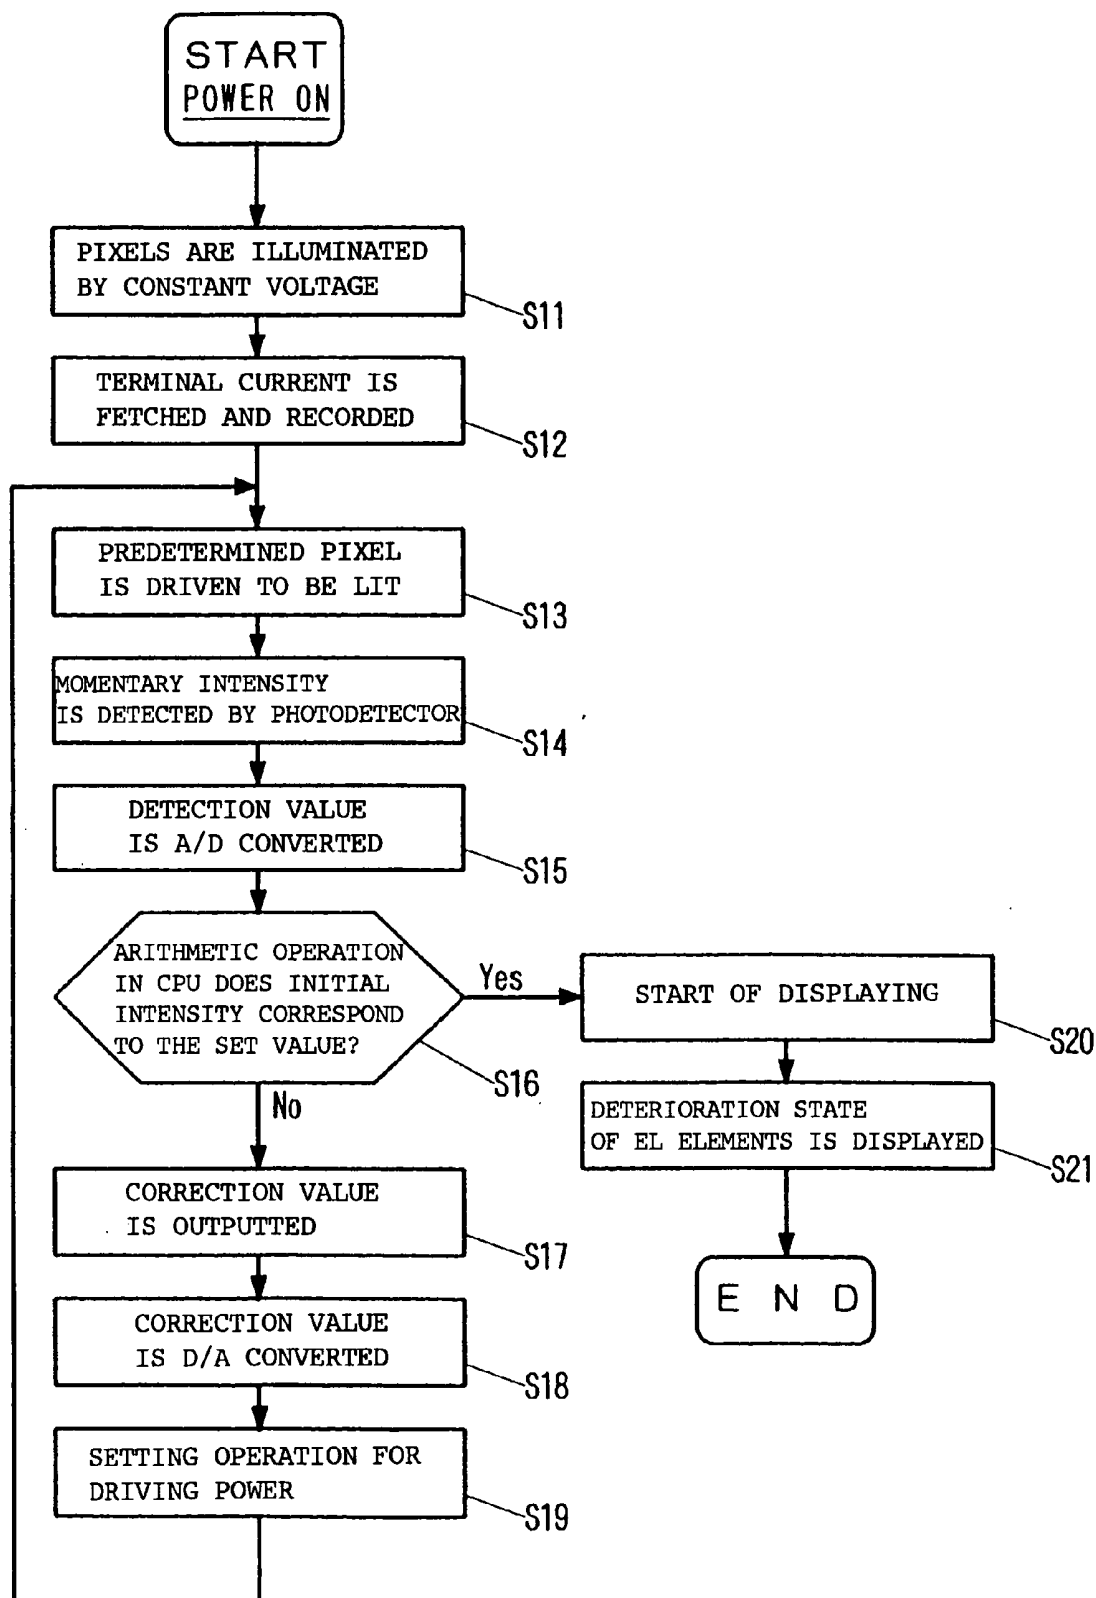 START
POWER ON
PIXELS ARE ILLUMINATED
BY CONSTANT VOLTAGE
S11
TERMINAL CURRENT IS
FETCHED AND RECORDED
S12
PREDETERMINED PIXEL
IS DRIVEN TO BE LIT
S13
MOMENTARY INTENSITY
IS DETECTED BY PHOTODETECTOR
S14
DETECTION VALUE
IS A/D CONVERTED
S15
ARITHMETIC OPERATION
IN CPU DOES INITIAL
INTENSITY CORRESPOND
TO THE SET VALUE?
S16
Yes
No
START OF DISPLAYING
S20
DETERIORATION STATE
OF EL ELEMENTS IS DISPLAYED
S21
END
CORRECTION VALUE
IS OUTPUTTED
S17
CORRECTION VALUE
IS D/A CONVERTED
S18
SETTING OPERATION FOR
DRIVING POWER
S19